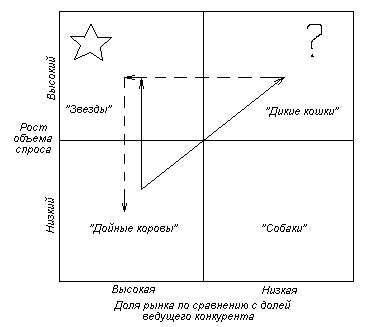 ?
Высокий
"Звезды"
"Дикие кошки"
Рост
объема
спроса
Низкий
"Дойные коровы"
"Собаки"
Высокая
Низкая
Доля рынка по сравнению с долей
ведущего конкурента